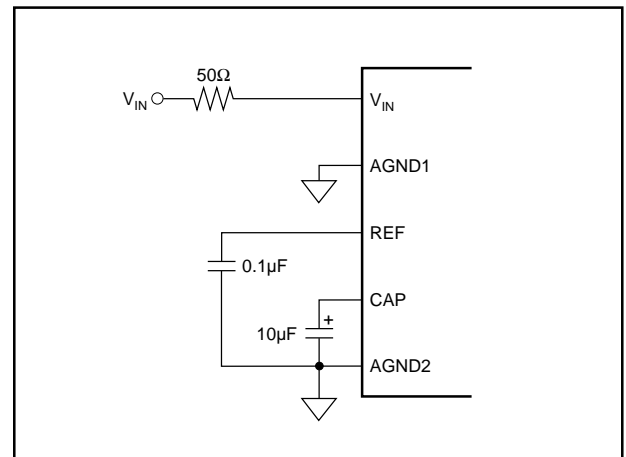 50Ω
V_IN
V_IN
AGND1
REF
0.1µF
CAP
+
10µF
AGND2